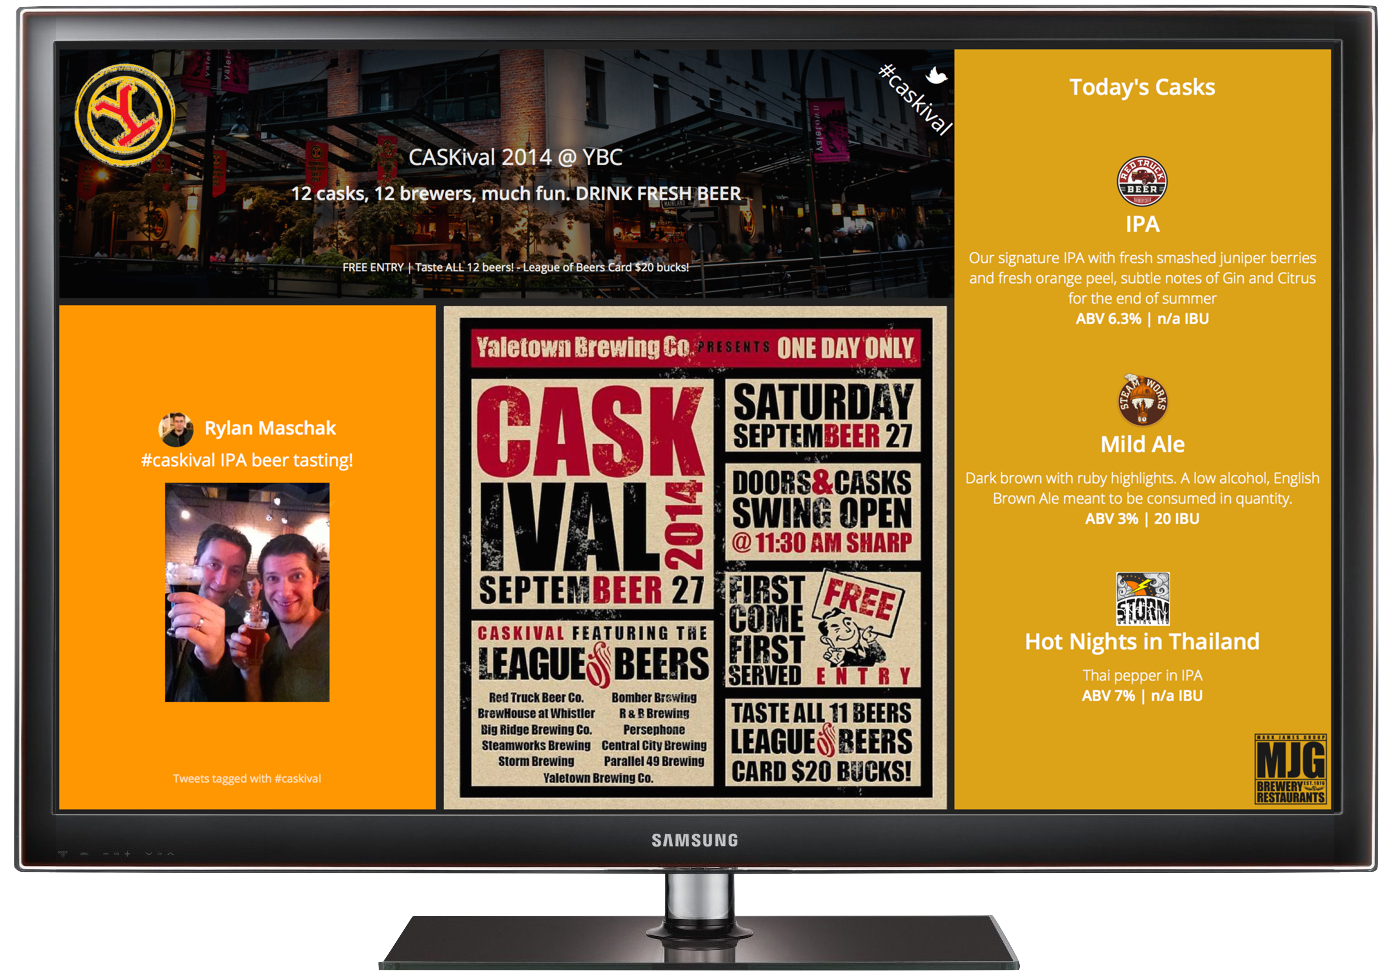 #caskival
CASKival 2014 @ YBC
12 casks, 12 brewers, much fun. DRINK FRESH BEER
FREE ENTRY | Taste ALL 12 beers! - League of Beers Card $20 bucks!
Rylan Maschak
#caskival IPA beer tasting!
Tweets tagged with #caskival
Yaletown Brewing Co. PRESENTS ONE DAY ONLY
CASK
IVAL 2014
SEPTEMBEER 27
CASKIVAL FEATURING THE
LEAGUE of BEERS
Red Truck Beer Co. Bomber Brewing
BrewHouse at Whistler R & B Brewing
Big Ridge Brewing Co. Persephone
Steamworks Brewing Central City Brewing
Storm Brewing Parallel 49 Brewing
Yaletown Brewing Co.
SATURDAY
SEPTEMBEER 27
DOORS & CASKS
SWING OPEN
@ 11:30 AM SHARP
FIRST
COME
FIRST
SERVED
FREE
ENTRY
TASTE ALL 11 BEERS
LEAGUE of BEERS
CARD $20 BUCKS!
Today's Casks
RED TRUCK
BEER
IPA
Our signature IPA with fresh smashed juniper berries
and fresh orange peel, subtle notes of Gin and Citrus
for the end of summer
ABV 6.3% | n/a IBU
STEAMWORKS
Mild Ale
Dark brown with ruby highlights. A low alcohol, English
Brown Ale meant to be consumed in quantity.
ABV 3% | 20 IBU
STORM
Hot Nights in Thailand
Thai pepper in IPA
ABV 7% | n/a IBU
MARK JAMES GROUP
MJG
BREWERY
RESTAURANTS
SAMSUNG